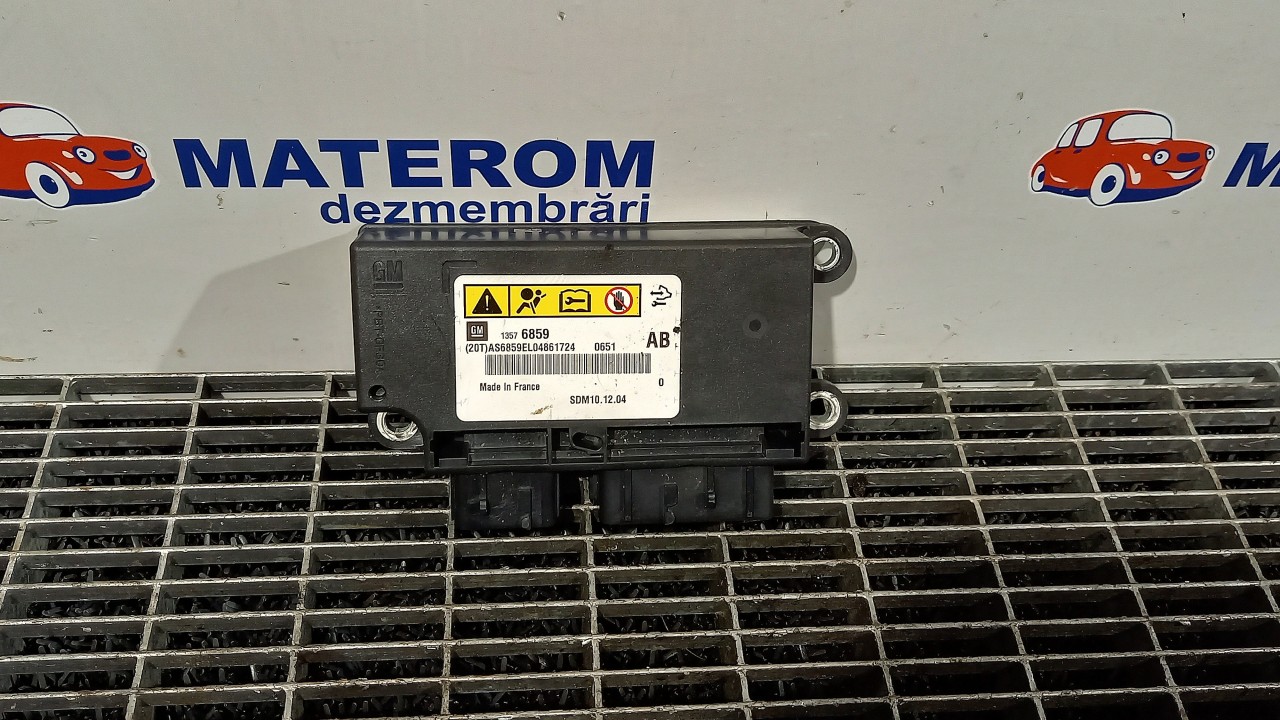 MATEROM
dezmembrări
M
GM
GM
1357 6859
(20T)AS6859EL04861724 0651 AB
Made In France 0
SDM10.12.04